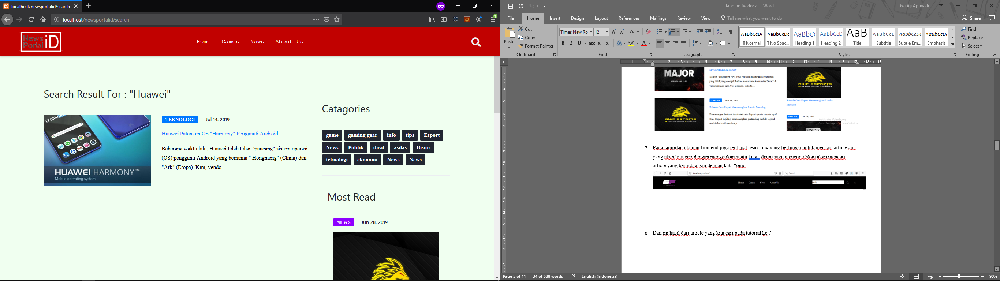 localhost/newsportalid/search
localhost/newsportalid/search
News
Portal iD
Home Games News About Us
Search Result For : "Huawei"
LETSGO
HUAWEI HARMONY™
Mobile operating system
TEKNOLOGI Jul 14, 2019
Huawei Patenkan OS "Harmony" Pengganti Android
Beberapa waktu lalu, Huawei telah tebar "pancang" sistem operasi
(OS) pengganti Android yang bernama " Hongmeng" (China) dan
"Ark" (Eropa). Kini, vendo.....
Catagories
game gaming gear info tips Esport
News Politik dasd asdas Bisnis
teknologi ekonomi News News
Most Read
NEWS Jun 28, 2019
laporan fw.docx - Word
Dwi Aji Apriyadi
File Home Insert Design Layout References Mailings Review View Tell me what you want to do
Share
Paste
Cut
Copy
Format Painter
Clipboard
Times New Ro 12
Font
Paragraph
AaBbCcDc ¶ Normal
AaBbCcDc ¶ No Spac...
AaBbCc Heading 1
AaBbCcD Heading 2
AaB Title
AaBbCcD Subtitle
AaBbCcDc Subtle Em...
AaBbCcDc Emphasis
Styles
Find
Replace
Select
Editing
MAJOR
EPICENTER Major 2019
Namun, tampaknya EPICENTER telah melakukan kesalahan
yang fatal yang mengakibatkan kemarahan komunitas Dota 2 di
Tiongkok dan juga Vici Gaming. ViCi G.....
ONIC ESPORTS
ESPORT Jun 28, 2019
Rahasia Onic Esport Memenangkan Lomba Mobalog
Kemenangan berturut turut oleh onic Esport apasih rahasia nya?
Onic Esport lagi lagi memenangkan pertanding mobile legend
setelah berhasil merebut p.....
ONIC ESPORTS
Rahasia Onic Esport Memenangkan Lomba
Mobalog
ESPORT Jul 04, 2019
Activate Windows
Go to Settings to activate Window
7. Pada tampilan utaman frontend juga terdapat searching yang berfungsi untuk mencari article apa
yang akan kita cari dengan mengetikan suatu kata , disini saya mencontohkan akan mencari
article yang berhubungan dengan kata “onic”
Search
EP
Home Games News About Us
onic
8. Dan ini hasil dari article yang kita cari pada tutorial ke 7
Page 5 of 11 34 of 588 words English (Indonesia)
90%